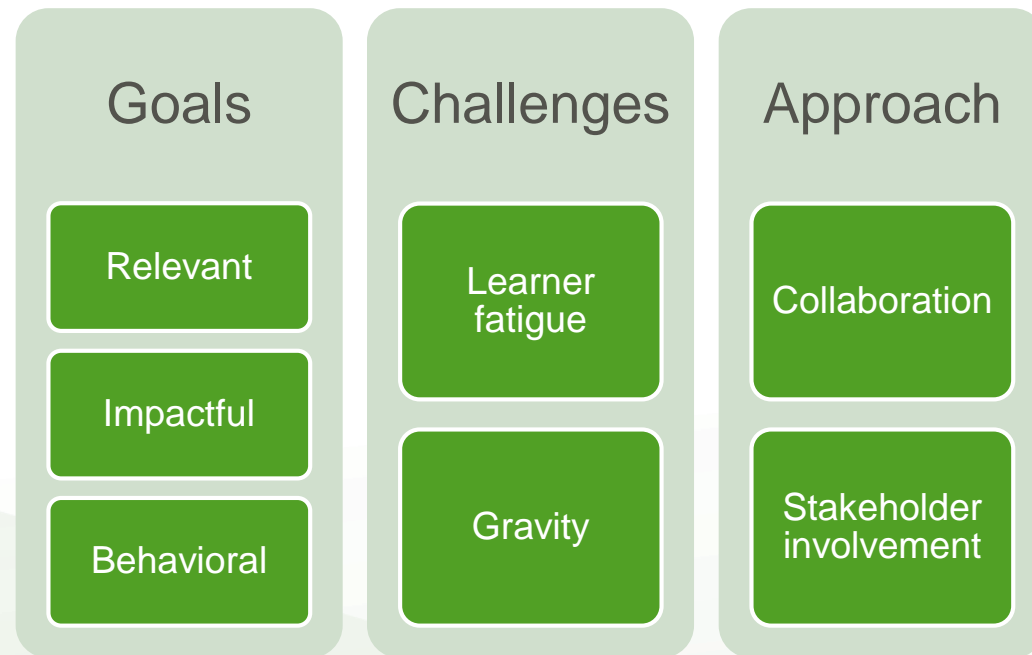 Goals
Relevant
Impactful
Behavioral
Challenges
Learner
fatigue
Gravity
Approach
Collaboration
Stakeholder
involvement